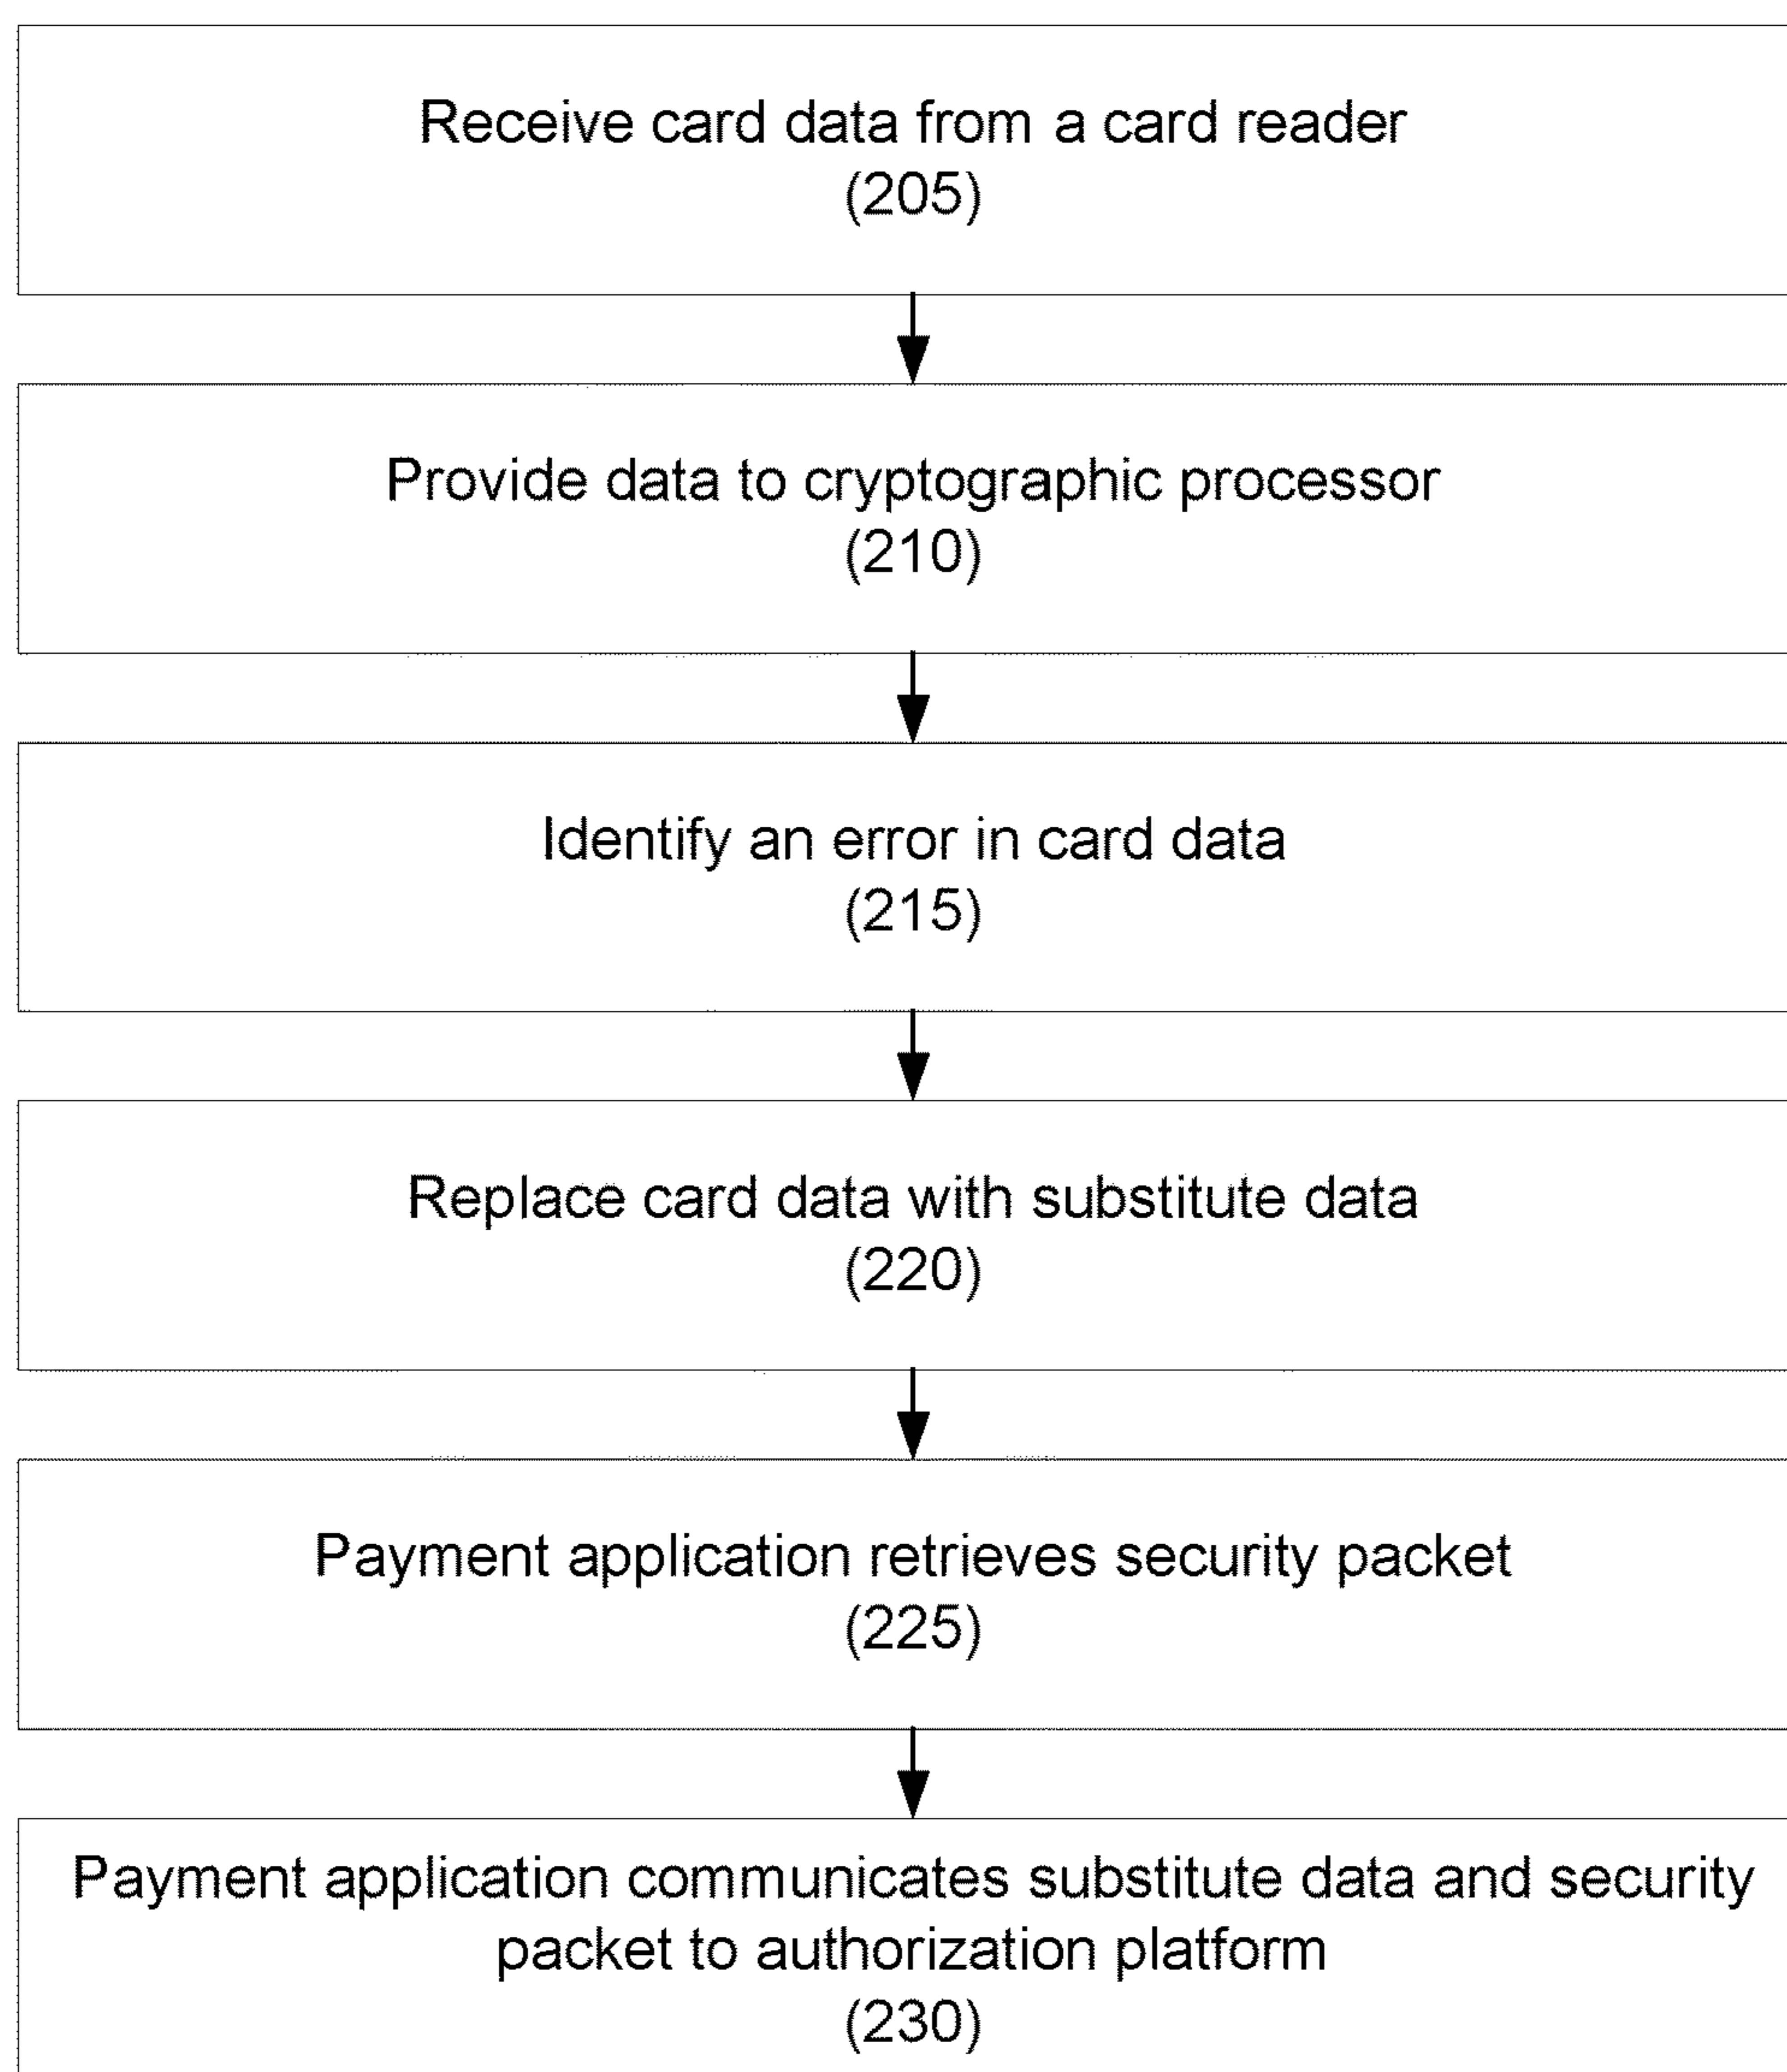 Receive card data from a card reader
(205)
Provide data to cryptographic processor
(210)
Identify an error in card data
(215)
Replace card data with substitute data
(220)
Payment application retrieves security packet
(225)
Payment application communicates substitute data and security
packet to authorization platform
(230)